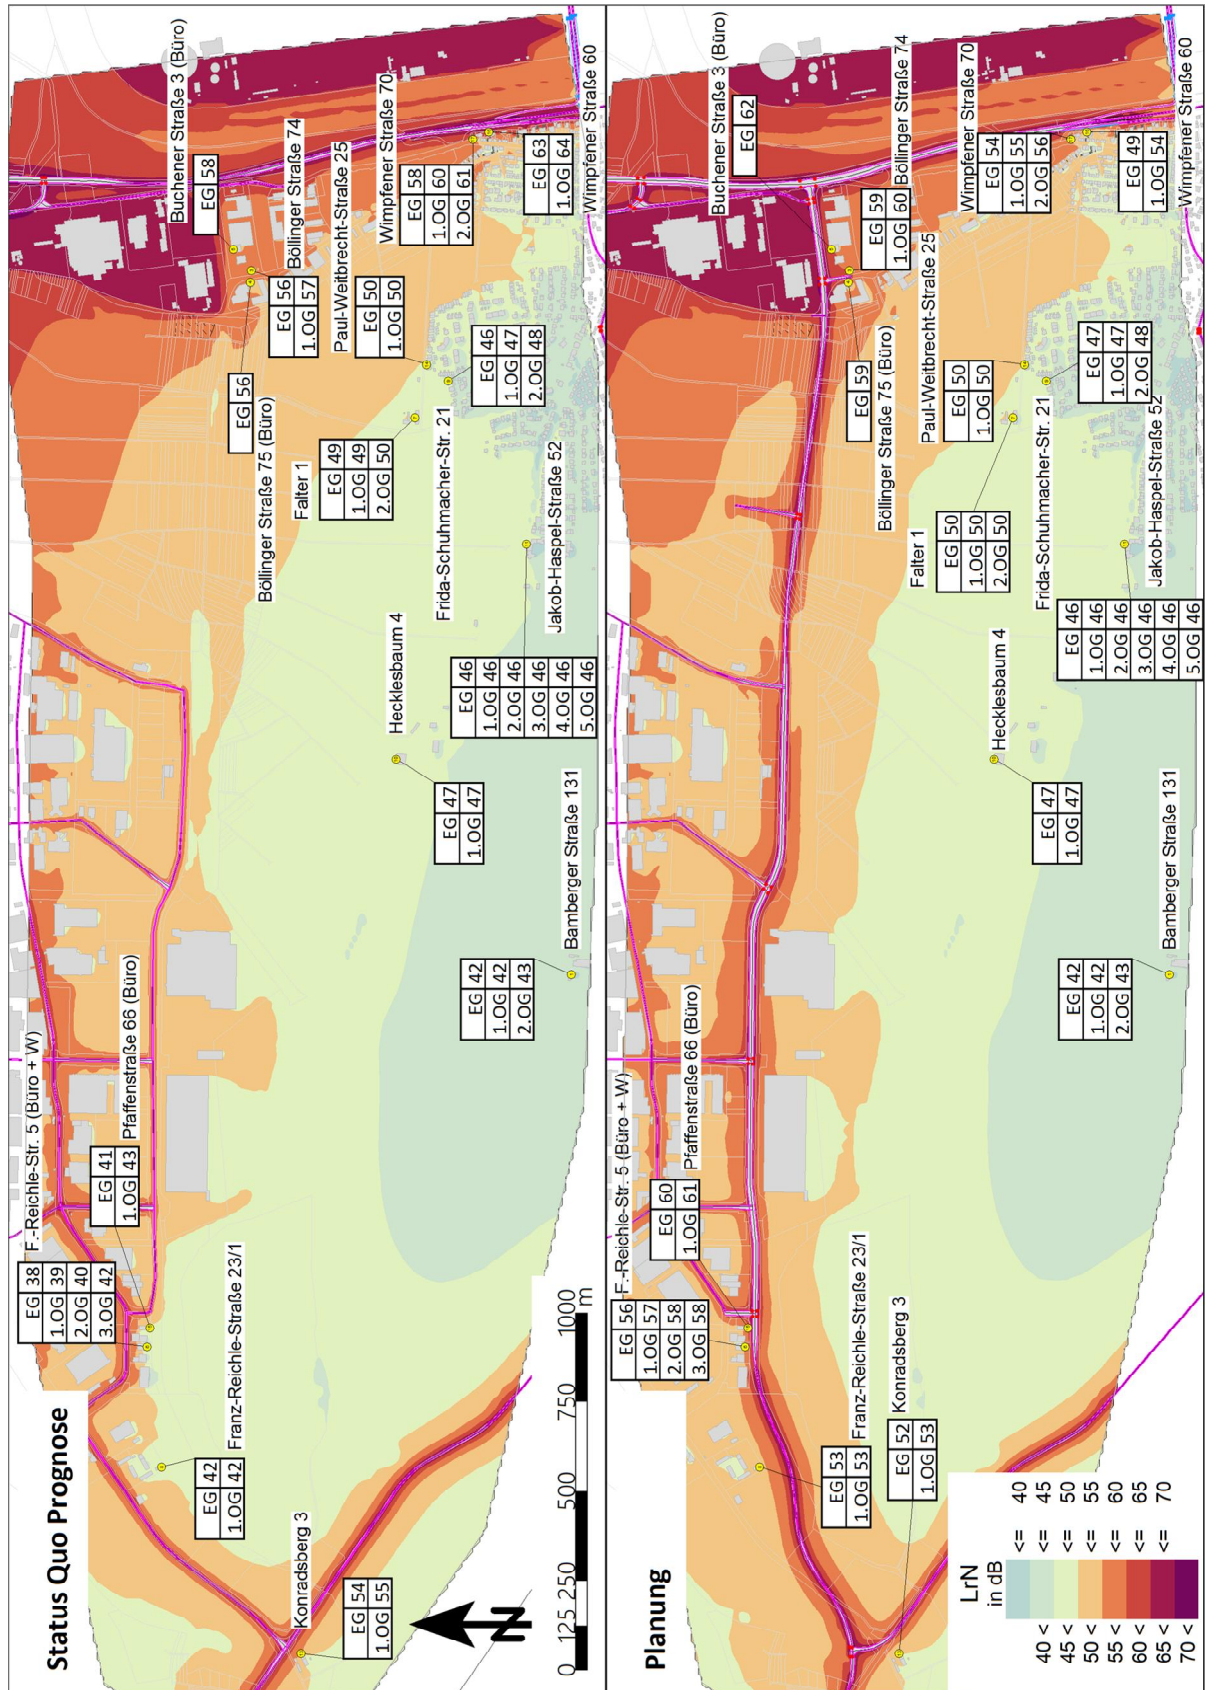 Status Quo Prognose
F.-Reichle-Str. 5 (Büro + W)
EG 38
1.OG 39
2.OG 40
3.OG 42
Pfaffenstraße 66 (Büro)
EG 41
1.OG 43
Franz-Reichle-Straße 23/1
EG 42
1.OG 42
Konradsberg 3
EG 54
1.OG 55
Bamberger Straße 131
EG 42
1.OG 42
2.OG 43
Hecklesbaum 4
EG 47
1.OG 47
Jakob-Haspel-Straße 52
EG 46
1.OG 46
2.OG 46
3.OG 46
4.OG 46
5.OG 46
Frida-Schuhmacher-Str. 21
EG 46
1.OG 47
2.OG 48
Falter 1
EG 49
1.OG 49
2.OG 50
Böllinger Straße 75 (Büro)
EG 56
Paul-Weitbrecht-Straße 25
EG 50
1.OG 50
Böllinger Straße 74
EG 56
1.OG 57
Buchener Straße 3 (Büro)
EG 58
Wimpfener Straße 70
EG 58
1.OG 60
2.OG 61
Wimpfener Straße 60
EG 63
1.OG 64
N
0 125 250 500 750 1000
m
Planung
F.-Reichle-Str. 5 (Büro + W)
EG 56
1.OG 57
2.OG 58
3.OG 58
Pfaffenstraße 66 (Büro)
EG 60
1.OG 61
Franz-Reichle-Straße 23/1
EG 53
1.OG 53
Konradsberg 3
EG 52
1.OG 53
Bamberger Straße 131
EG 42
1.OG 42
2.OG 43
Hecklesbaum 4
EG 47
1.OG 47
Jakob-Haspel-Straße 52
EG 46
1.OG 46
2.OG 46
3.OG 46
4.OG 46
5.OG 46
Frida-Schuhmacher-Str. 21
EG 47
1.OG 47
2.OG 48
Falter 1
EG 50
1.OG 50
2.OG 50
Böllinger Straße 75 (Büro)
EG 59
Paul-Weitbrecht-Straße 25
EG 50
1.OG 50
Böllinger Straße 74
EG 59
1.OG 60
Buchener Straße 3 (Büro)
EG 62
Wimpfener Straße 70
EG 54
1.OG 55
2.OG 56
Wimpfener Straße 60
EG 49
1.OG 54
LrN
in dB
<= 40
40 < <= 45
45 < <= 50
50 < <= 55
55 < <= 60
60 < <= 65
65 < <= 70
70 <